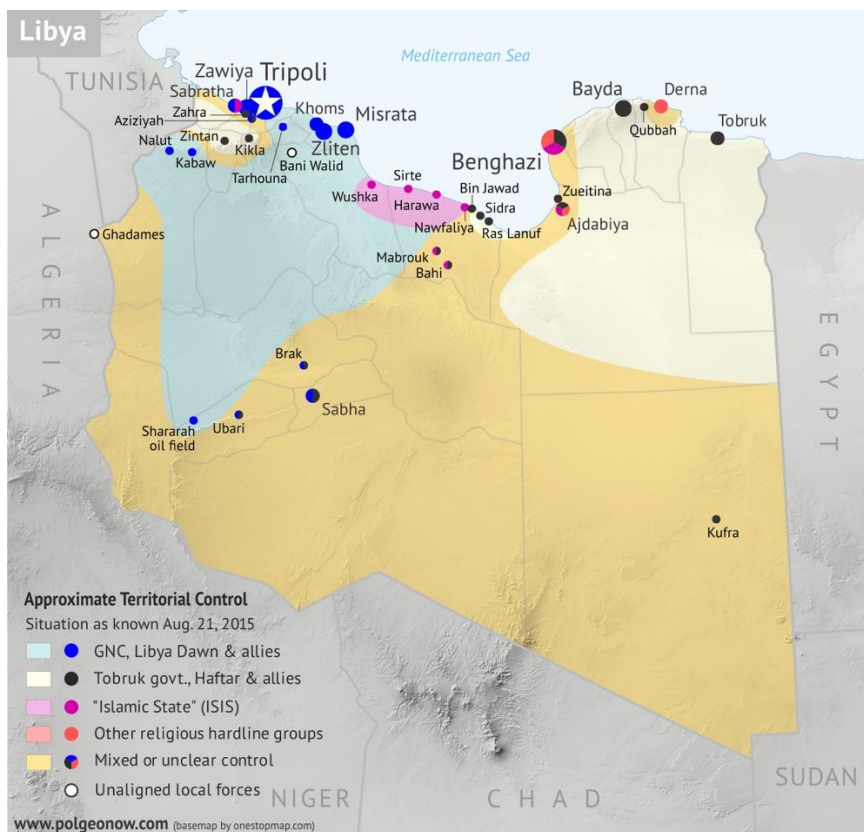 Libya
Mediterranean Sea
TUNISIA
Zawiya
Tripoli
Sabratha
Zahra
Aziziyah
Khoms
Misrata
Nalut
Zintan
Kabaw
Kikla
Zliten
Tarhouna
Bani Walid
Bayda
Derna
Qubbah
Tobruk
Benghazi
Sirte
Wushka
Harawa
Bin Jawad
Sidra
Nawfaliya
Ras Lanuf
Zueitina
Ajdabiya
ALGERIA
Ghadames
Mabrouk
Bahi
EGYPT
Brak
Sabha
Shararah
oil field
Ubari
Kufra
Approximate Territorial Control
Situation as known Aug. 21, 2015
GNC, Libya Dawn & allies
Tobruk govt., Haftar & allies
"Islamic State" (ISIS)
Other religious hardline groups
Mixed or unclear control
Unaligned local forces
NIGER
CHAD
SUDAN
www.polgeonow.com (basemap by onestopmap.com)